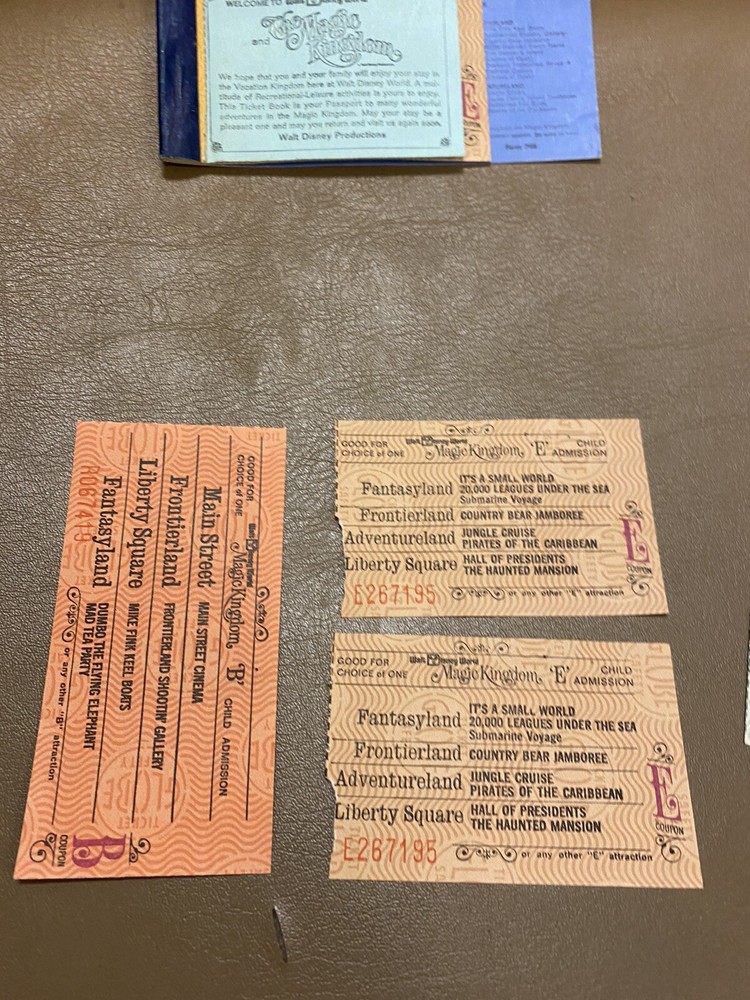 WELCOME TO Walt Disney World
and The Magic Kingdom
We hope that you and your family will enjoy your stay in
the Vacation Kingdom here at Walt Disney World. A mul-
titude of Recreational-Leisure activities is yours to enjoy.
This Ticket Book is your Passport to many wonderful
adventures in the Magic Kingdom. May your stay be a
pleasant one and may you return and visit us again soon.
Walt Disney Productions
E
COUPON
GOOD FOR
CHOICE of ONE
Walt Disney World
Magic Kingdom
'B'
CHILD ADMISSION
Main Street MAIN STREET CINEMA
Frontierland FRONTIERLAND SHOOTIN' GALLERY
Liberty Square MIKE FINK KEEL BOATS
Fantasyland DUMBO THE FLYING ELEPHANT
MAD TEA PARTY
B067419
or any other "B" attraction
B
COUPON
GOOD FOR
CHOICE of ONE
Walt Disney World
Magic Kingdom
'E'
CHILD
ADMISSION
Fantasyland IT'S A SMALL WORLD
20,000 LEAGUES UNDER THE SEA
Submarine Voyage
Frontierland COUNTRY BEAR JAMBOREE
Adventureland JUNGLE CRUISE
PIRATES OF THE CARIBBEAN
Liberty Square HALL OF PRESIDENTS
THE HAUNTED MANSION
E267195
or any other "E" attraction
E
COUPON
GOOD FOR
CHOICE of ONE
Walt Disney World
Magic Kingdom
'E'
CHILD
ADMISSION
Fantasyland IT'S A SMALL WORLD
20,000 LEAGUES UNDER THE SEA
Submarine Voyage
Frontierland COUNTRY BEAR JAMBOREE
Adventureland JUNGLE CRUISE
PIRATES OF THE CARIBBEAN
Liberty Square HALL OF PRESIDENTS
THE HAUNTED MANSION
E267195
or any other "E" attraction
E
COUPON